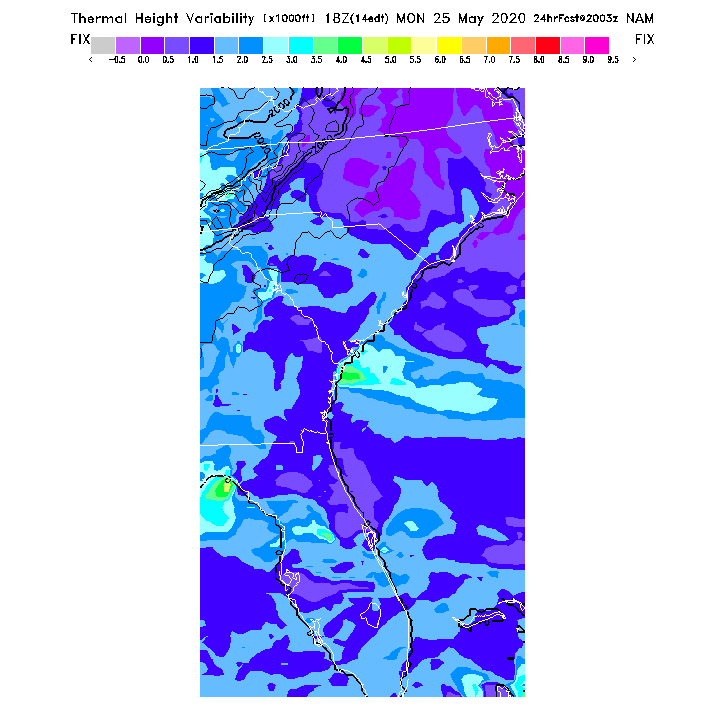 Thermal Height Variability [x1000ft] 18Z(14edt) MON 25 May 2020 24hrFcst@2003z NAM
FIX FIX
< -0.5 0.0 0.5 1.0 1.5 2.0 2.5 3.0 3.5 4.0 4.5 5.0 5.5 6.0 6.5 7.0 7.5 8.0 8.5 9.0 9.5 >
2000
2000
2000